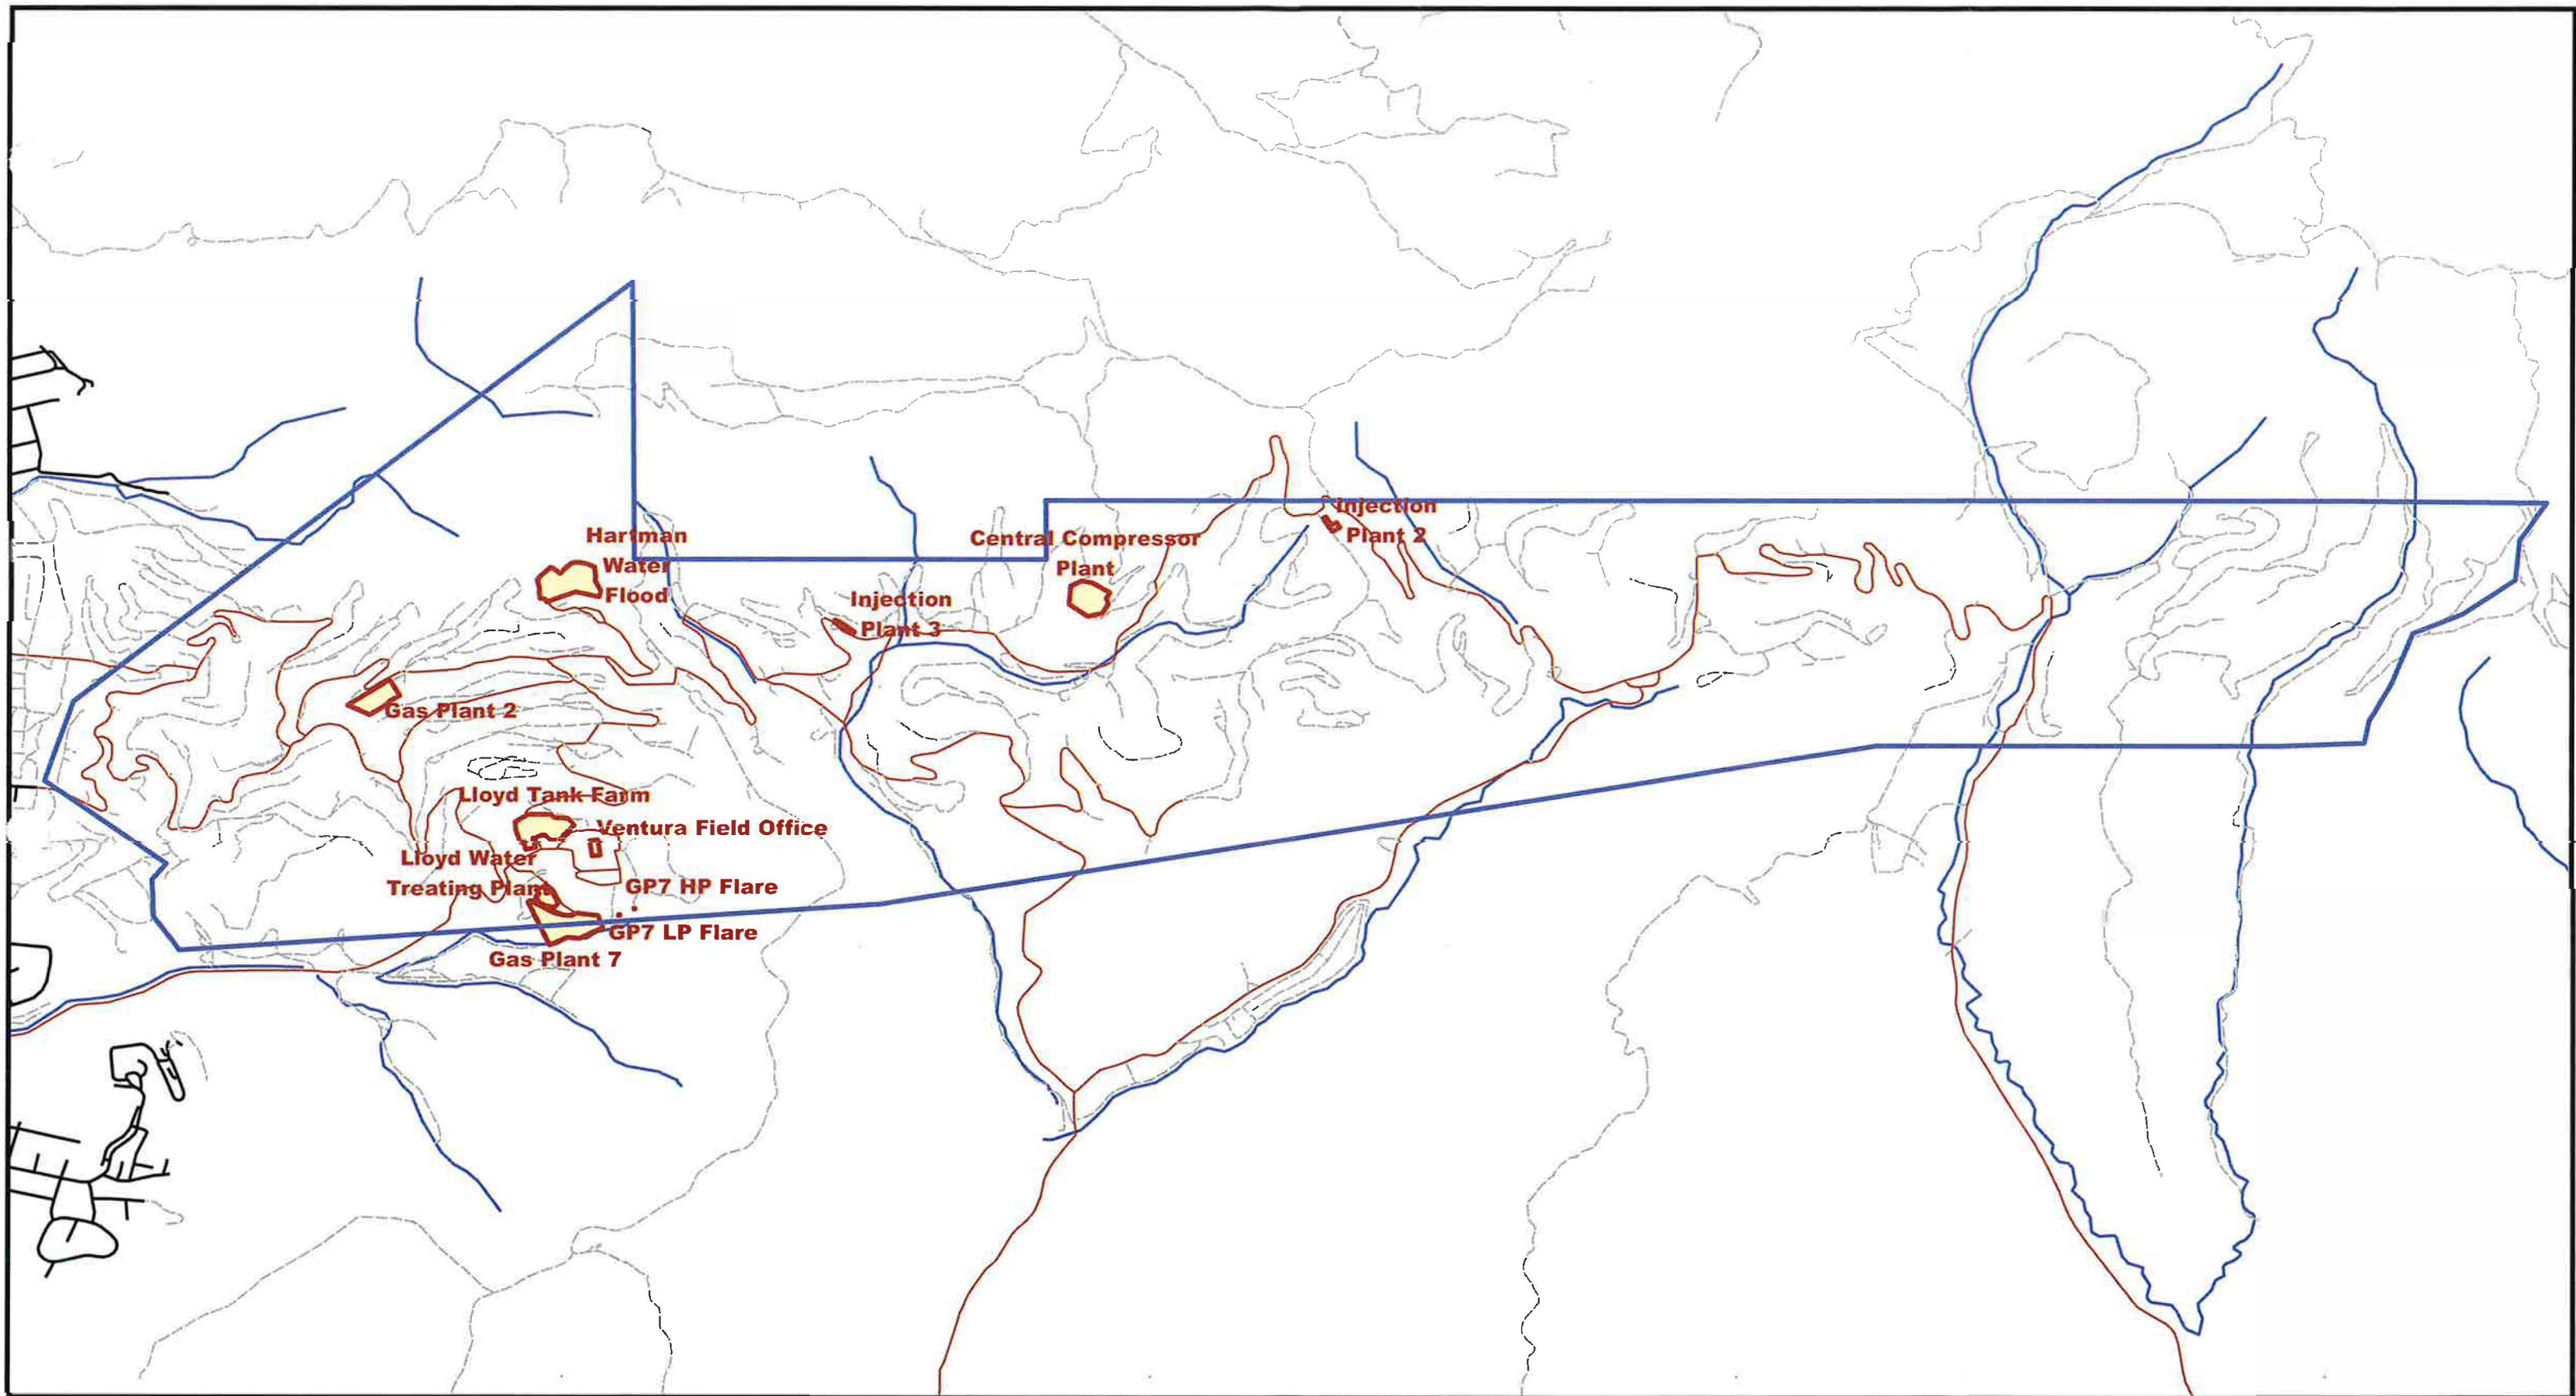 Injection
Plant 2
Hartman
Water
Flood
Central Compressor
Plant
Injection
Plant 3
Gas Plant 2
Lloyd Tank Farm
Ventura Field Office
Lloyd Water
Treating Plant
GP7 HP Flare
GP7 LP Flare
Gas Plant 7